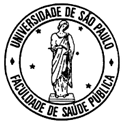 UNIVERSIDADE DE SÃO PAULO
FACULDADE DE SAÚDE PÚBLICA